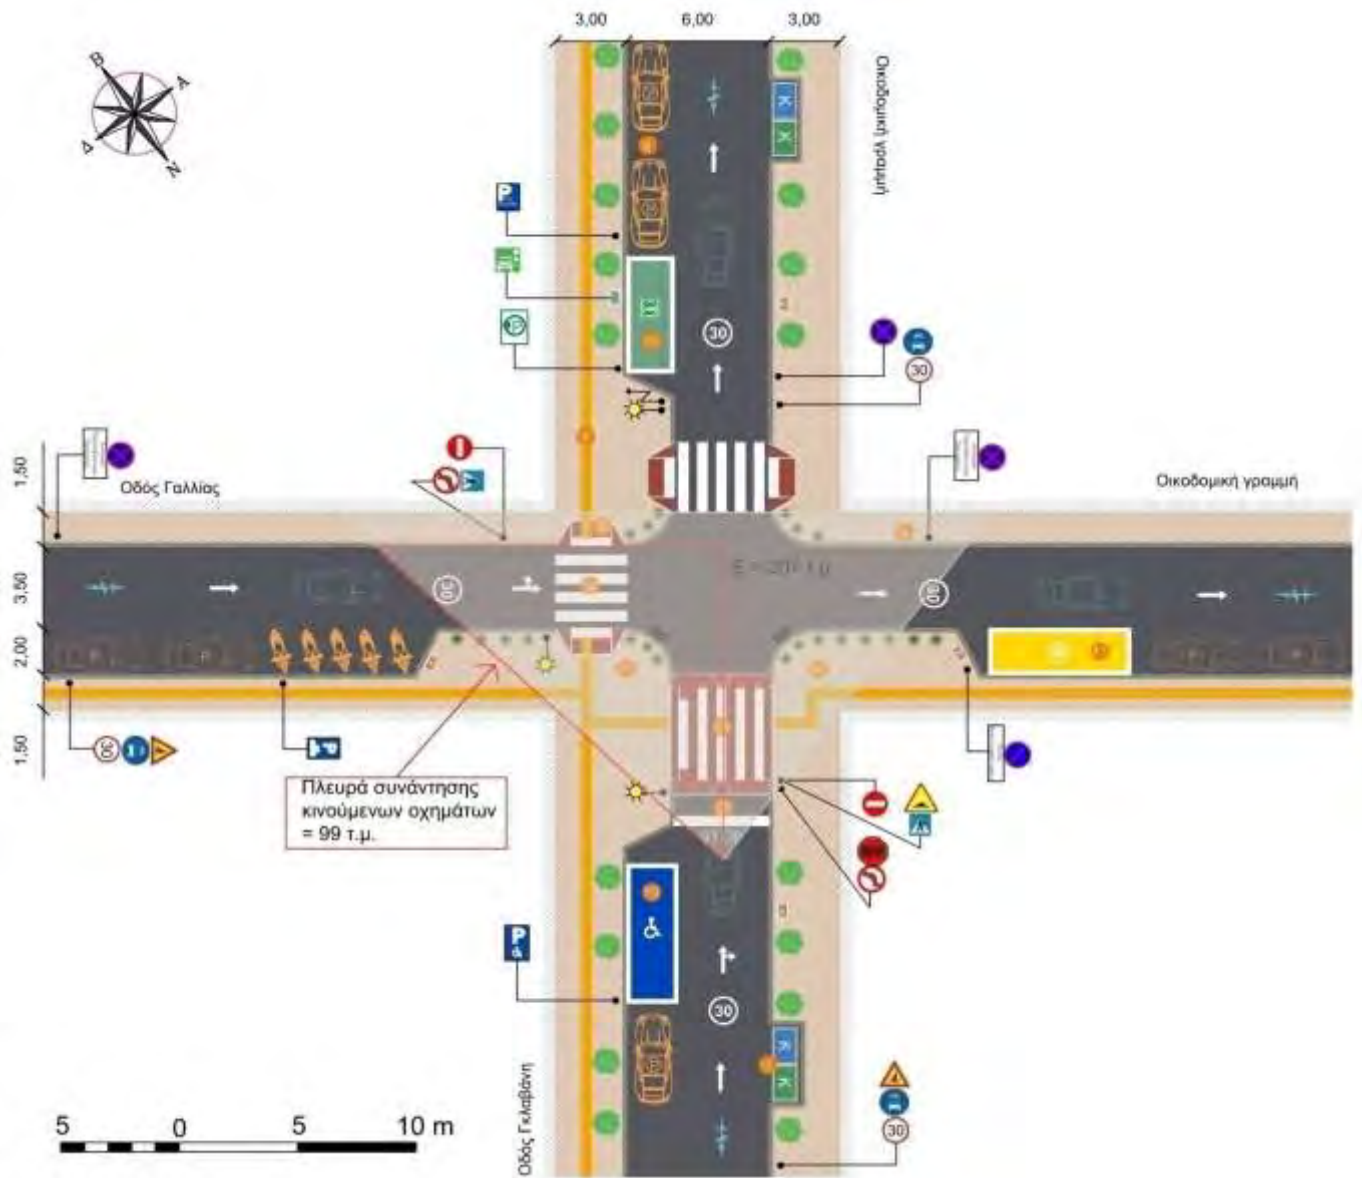 3,00
6,00
3,00
Β
Α
Δ
Ν
Οικοδομική γραμμή
K
K
P
30
30
1,50
Οδός Γαλλίας
Οικοδομική γραμμή
3,50
30
30
2,00
1,50
30
Πλευρά συνάντησης
κινούμενων οχημάτων
= 99 τ.μ.
P
30
K
K
30
Οδός Γκλαβάνη
5
0
5
10 m